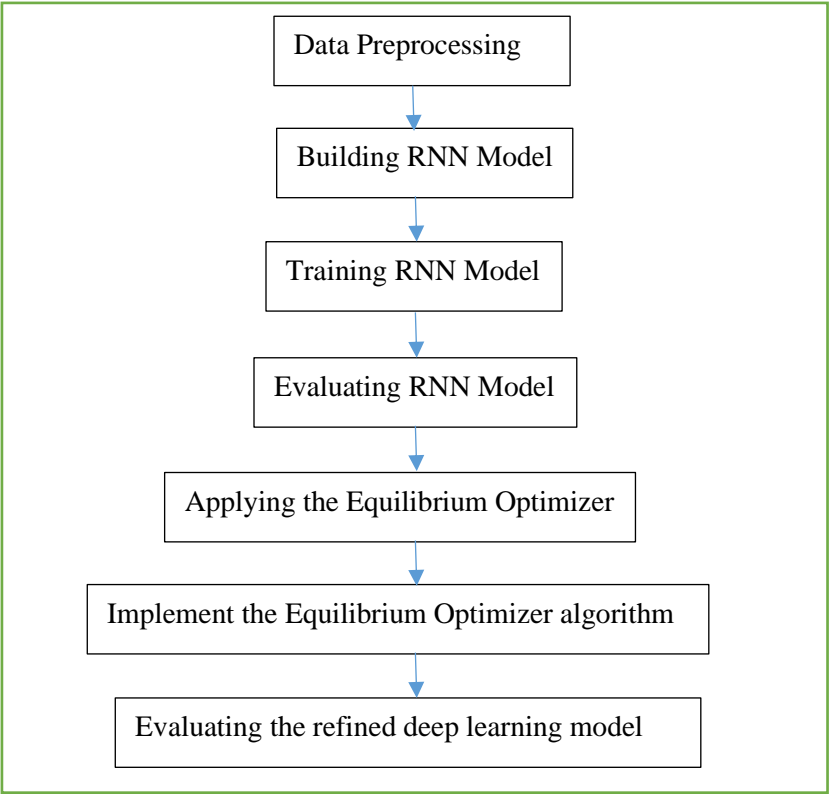 Data Preprocessing
Building RNN Model
Training RNN Model
Evaluating RNN Model
Applying the Equilibrium Optimizer
Implement the Equilibrium Optimizer algorithm
Evaluating the refined deep learning model